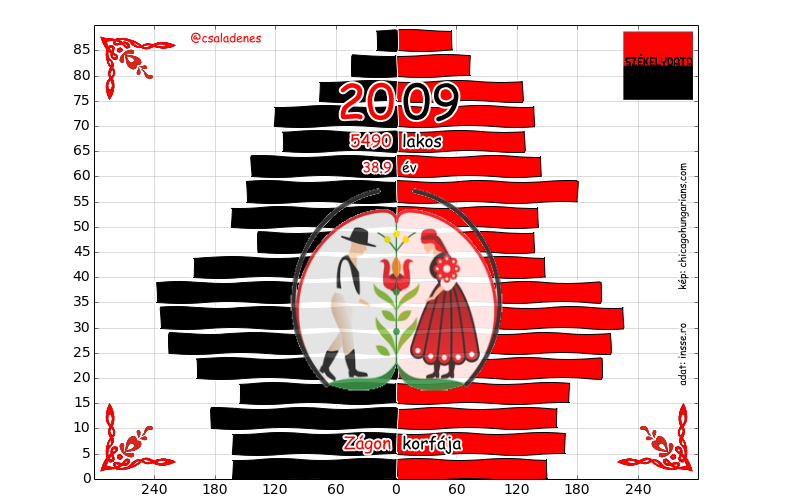 @csaladenes
SZÉKELYDATA
2009
5490 lakos
38.9 év
kép: chicagohungarians.com
adat: insse.ro
Zágon korfája
85
80
75
70
65
60
55
50
45
40
35
30
25
20
15
10
5
0
240 180 120 60 0 60 120 180 240